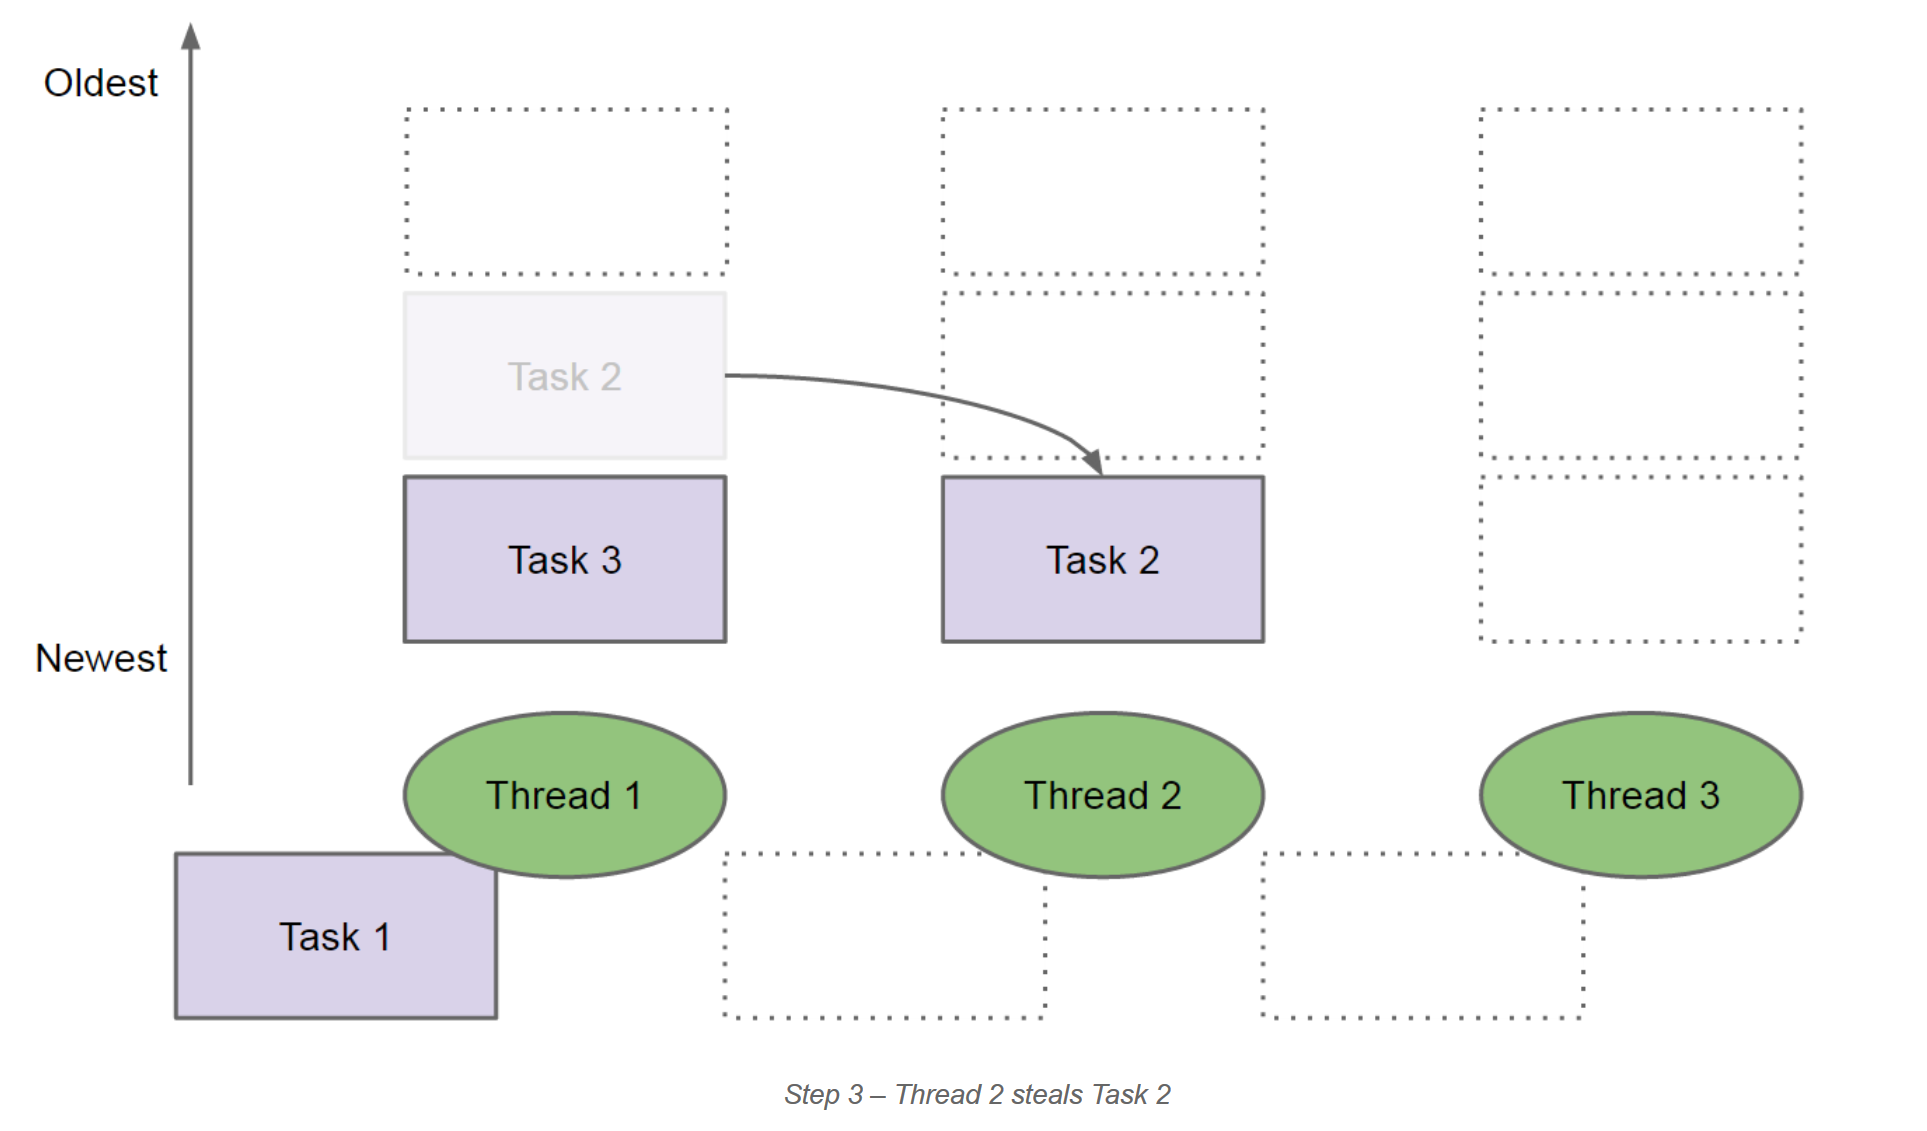 Oldest
Task 2
Task 3
Task 2
Newest
Thread 1
Thread 2
Thread 3
Task 1
Step 3 – Thread 2 steals Task 2